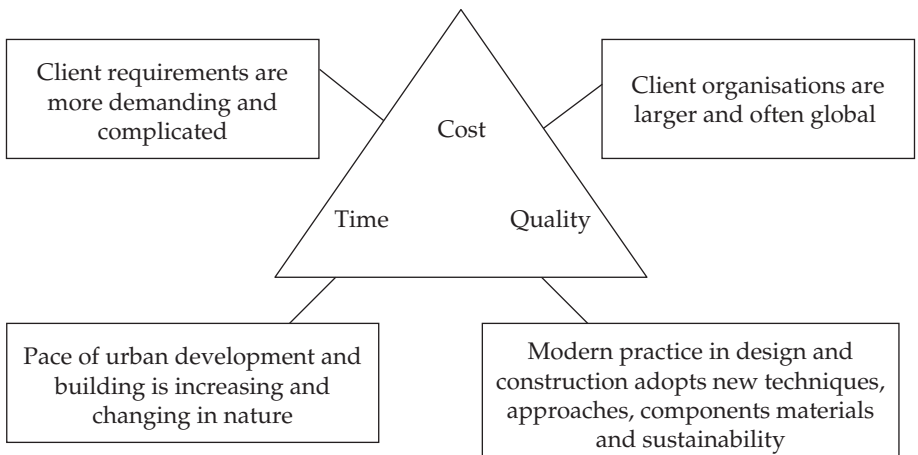 Client requirements are
more demanding and
complicated
Client organisations are
larger and often global
Cost
Time
Quality
Pace of urban development and
building is increasing and
changing in nature
Modern practice in design and
construction adopts new techniques,
approaches, components materials
and sustainability